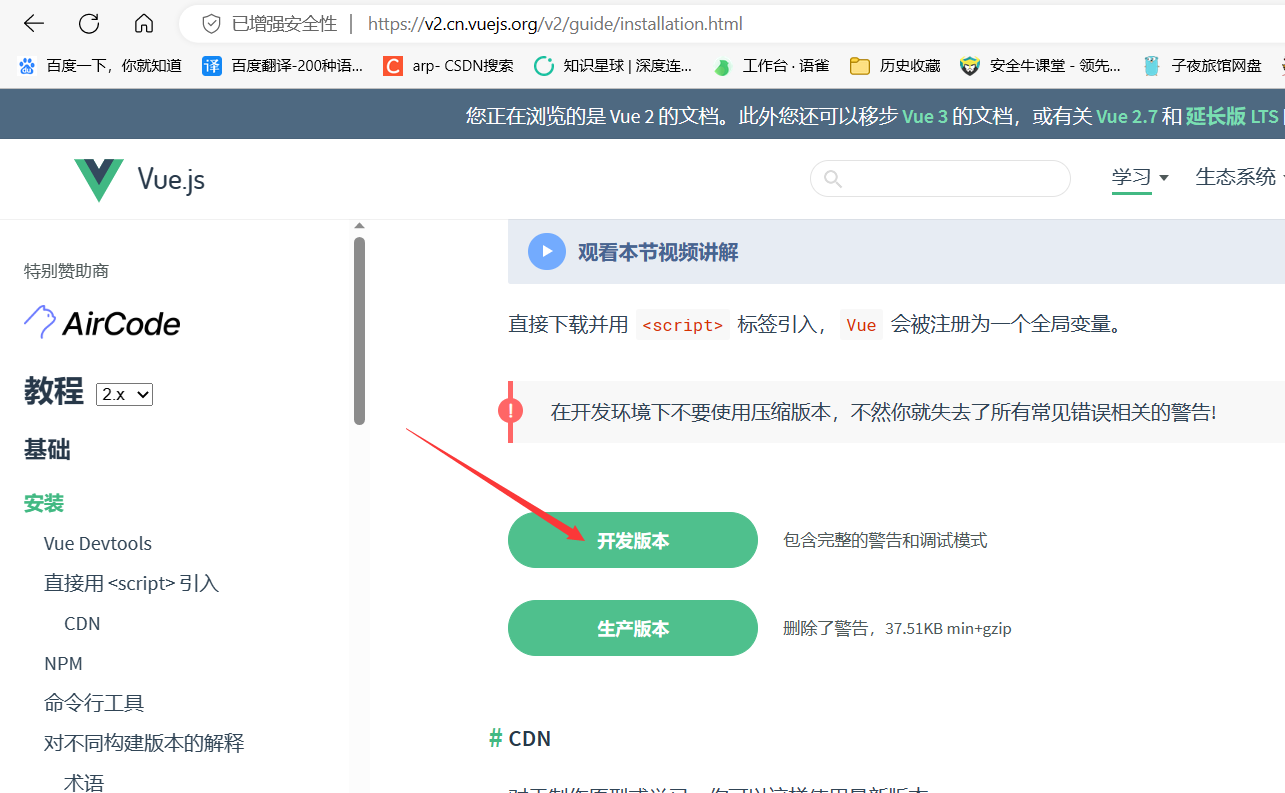 已增强安全性 | https://v2.cn.vuejs.org/v2/guide/installation.html
百度一下，你就知道 译 百度翻译-200种语... C arp- CSDN搜索 知识星球 | 深度连... 工作台 · 语雀 历史收藏 安全牛课堂 - 领先... 子夜旅馆网盘
您正在浏览的是 Vue 2 的文档。此外您还可以移步 Vue 3 的文档，或有关 Vue 2.7 和 延长版 LTS
Vue.js
学习 生态系统
特别赞助商
AirCode
教程 2.x
基础
安装
Vue Devtools
直接用 <script> 引入
CDN
NPM
命令行工具
对不同构建版本的解释
术语
观看本节视频讲解
直接下载并用 <script> 标签引入， Vue 会被注册为一个全局变量。
! 在开发环境下不要使用压缩版本，不然你就失去了所有常见错误相关的警告!
开发版本 包含完整的警告和调试模式
生产版本 删除了警告，37.51KB min+gzip
# CDN